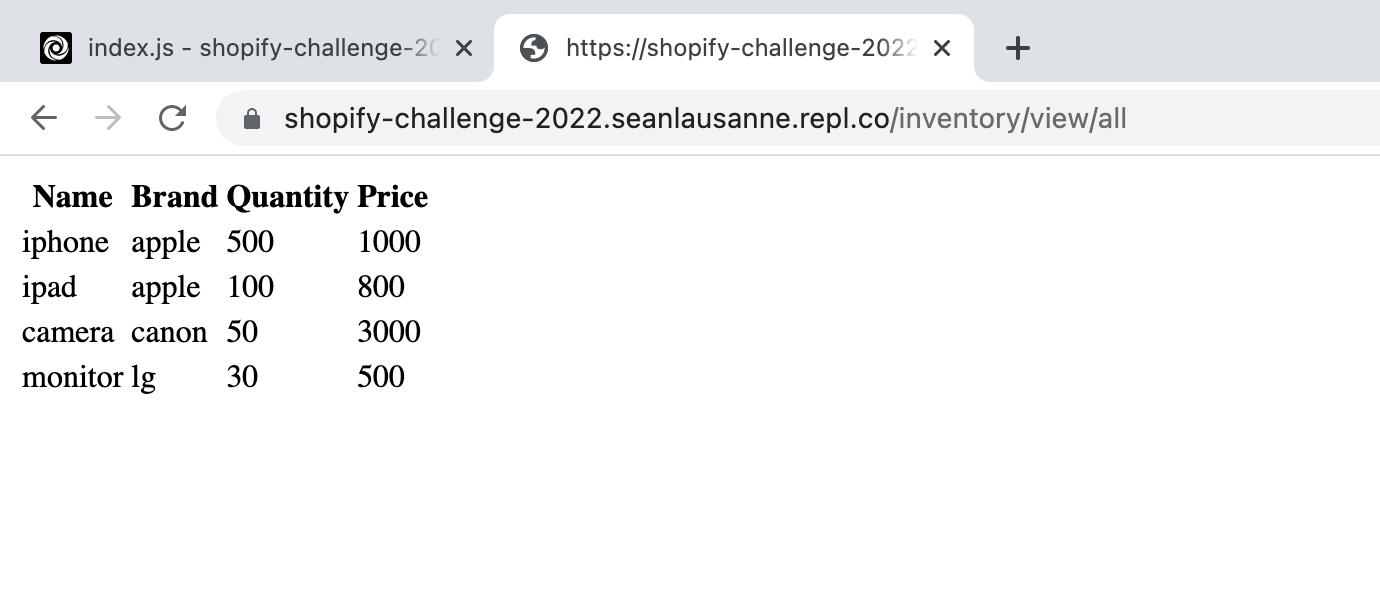 index.js - shopify-challenge-20
https://shopify-challenge-2022
shopify-challenge-2022.seanlausanne.repl.co/inventory/view/all
Name Brand Quantity Price
iphone apple 500 1000
ipad apple 100 800
camera canon 50 3000
monitor lg 30 500